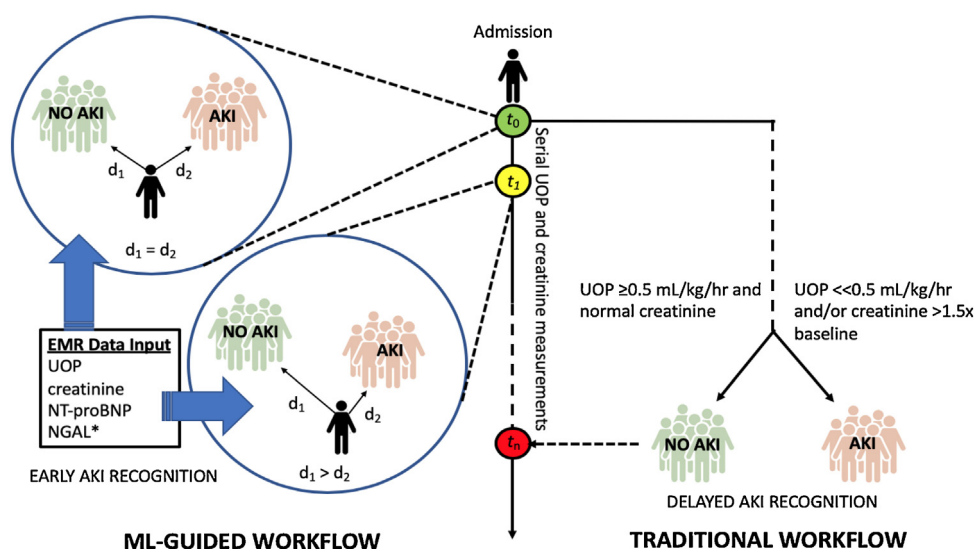 Admission
NO AKI
AKI
d₁
d₂
d₁ = d₂
t₀
t₁
Serial UOP and creatinine measurements
tₙ
EMR Data Input
UOP
creatinine
NT-proBNP
NGAL*
NO AKI
AKI
d₁
d₂
d₁ > d₂
EARLY AKI RECOGNITION
ML-GUIDED WORKFLOW
UOP ≥0.5 mL/kg/hr and
normal creatinine
UOP <<0.5 mL/kg/hr
and/or creatinine >1.5x
baseline
NO AKI
AKI
DELAYED AKI RECOGNITION
TRADITIONAL WORKFLOW